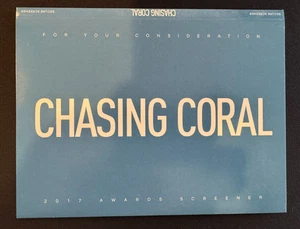 CHASING CORAL
FOR YOUR CONSIDERATION
CHASING CORAL
2017 AWARDS SCREENER